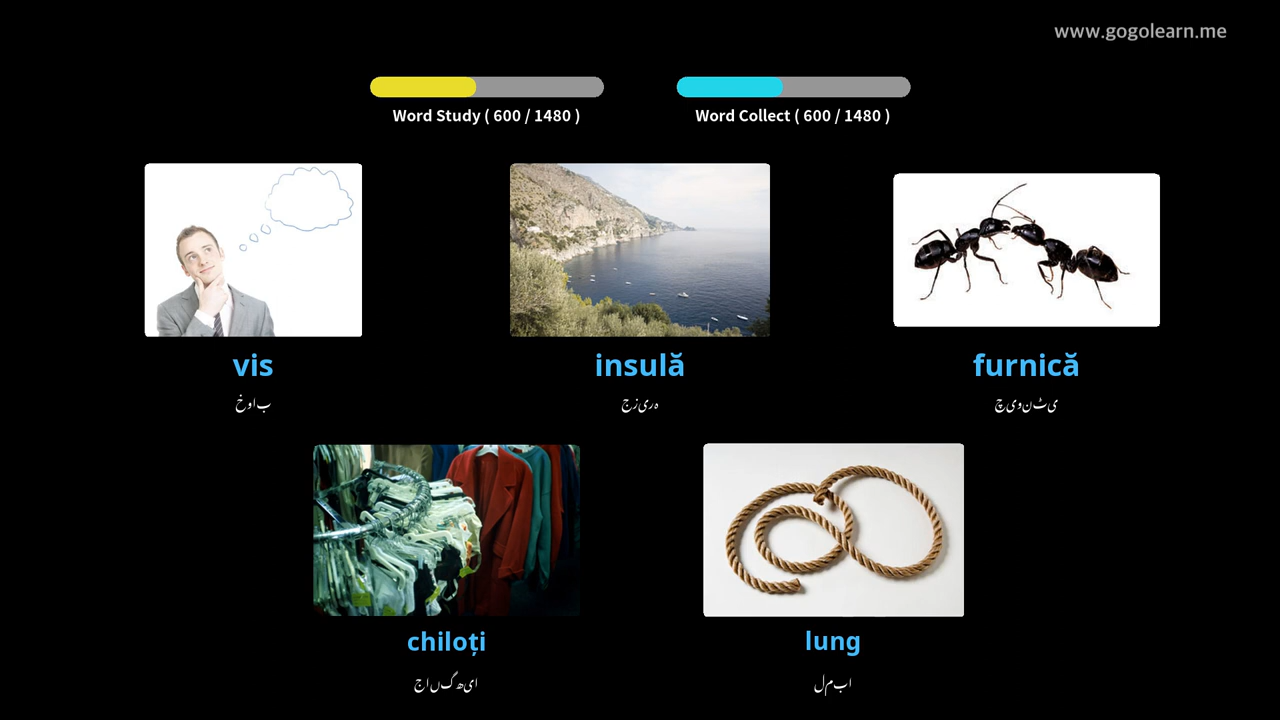 www.gogolearn.me
Word Study ( 600 / 1480 )
Word Collect ( 600 / 1480 )
vis
insulă
furnică
خواب
جزیرہ
چیونٹی
chiloți
lung
جاںگھیا
لمبا